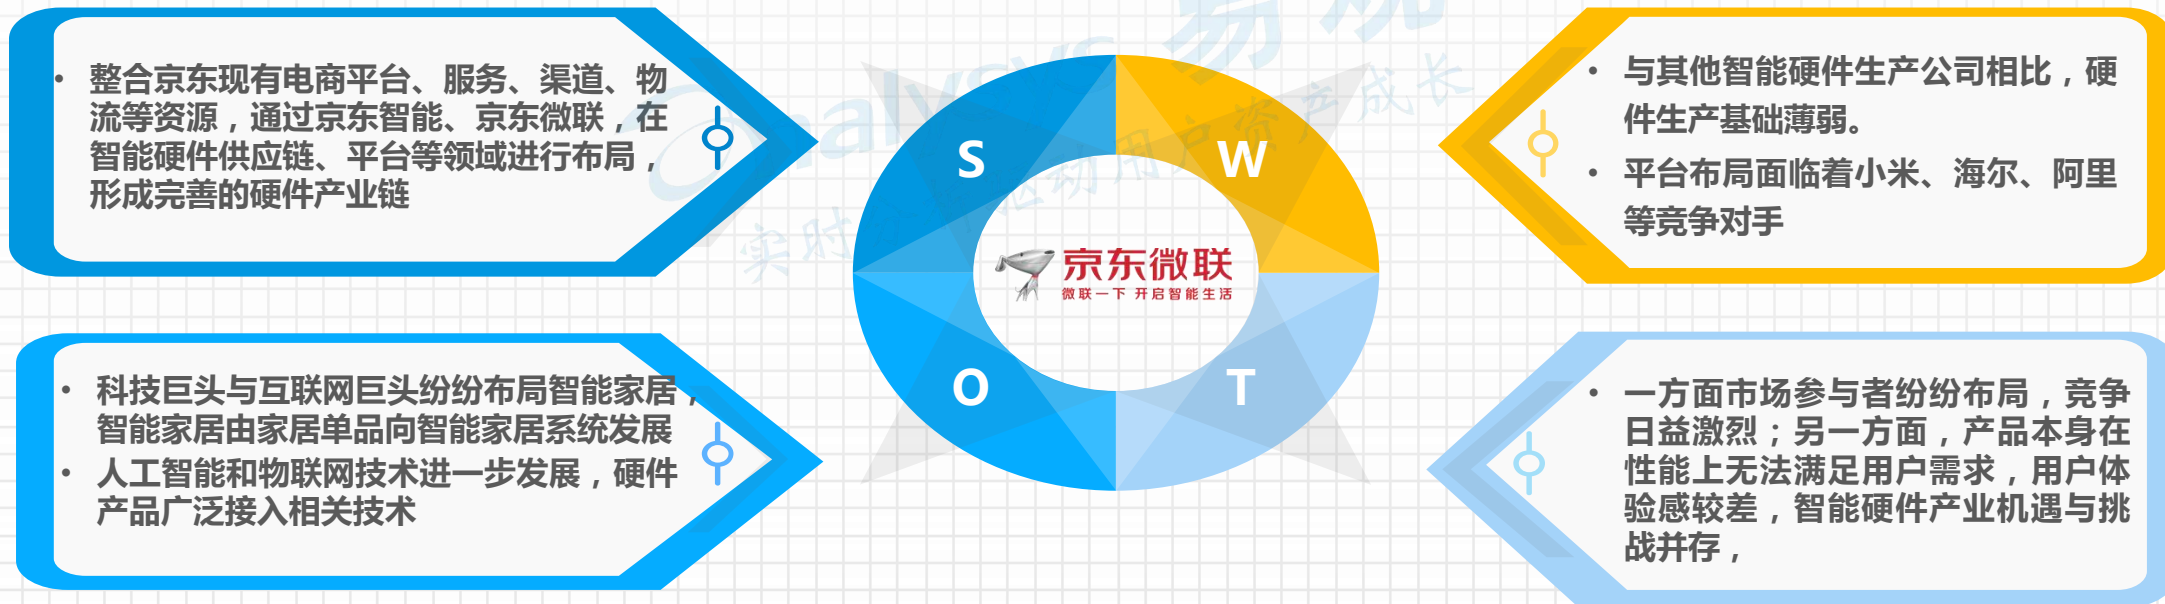 • 整合京东现有电商平台、服务、渠道、物
流等资源，通过京东智能、京东微联，在
智能硬件供应链、平台等领域进行布局，
形成完善的硬件产业链
• 与其他智能硬件生产公司相比，硬
件生产基础薄弱。
• 平台布局面临着小米、海尔、阿里
等竞争对手
S
W
京东微联
微联一下 开启智能生活
O
T
• 科技巨头与互联网巨头纷纷布局智能家居，
智能家居由家居单品向智能家居系统发展
• 人工智能和物联网技术进一步发展，硬件
产品广泛接入相关技术
• 一方面市场参与者纷纷布局，竞争
日益激烈；另一方面，产品本身在
性能上无法满足用户需求，用户体
验感较差，智能硬件产业机遇与挑
战并存，